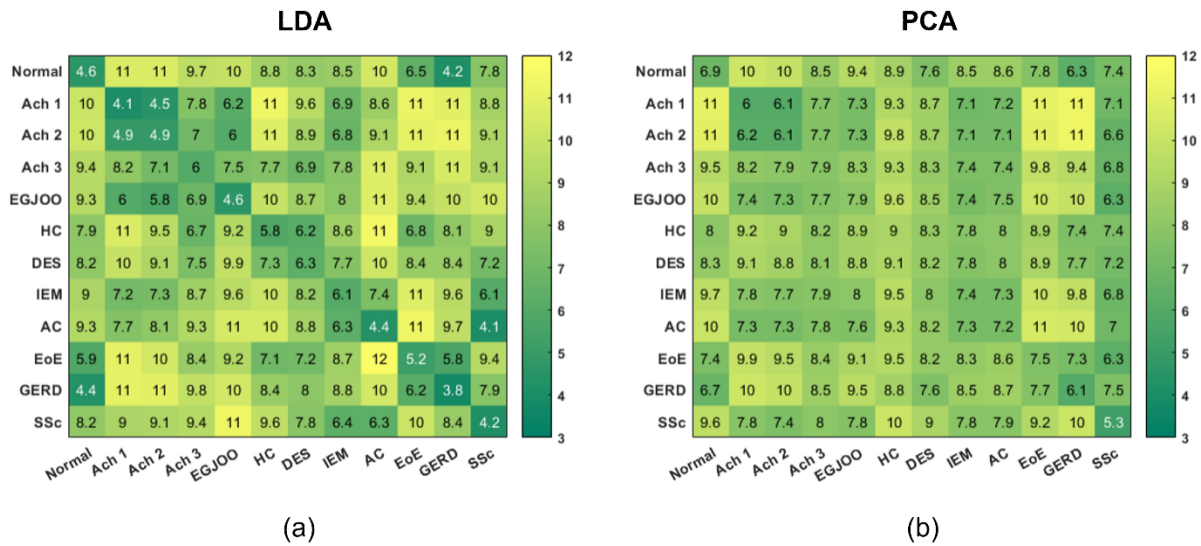 LDA
Normal 4.6 11 11 9.7 10 8.8 8.3 8.5 10 6.5 4.2 7.8
Ach 1 10 4.1 4.5 7.8 6.2 11 9.6 6.9 8.6 11 11 8.8
Ach 2 10 4.9 4.9 7 6 11 8.9 6.8 9.1 11 11 9.1
Ach 3 9.4 8.2 7.1 6 7.5 7.7 6.9 7.8 11 9.1 11 9.1
EGJOO 9.3 6 5.8 6.9 4.6 10 8.7 8 11 9.4 10 10
HC 7.9 11 9.5 6.7 9.2 5.8 6.2 8.6 11 6.8 8.1 9
DES 8.2 10 9.1 7.5 9.9 7.3 6.3 7.7 10 8.4 8.4 7.2
IEM 9 7.2 7.3 8.7 9.6 10 8.2 6.1 7.4 11 9.6 6.1
AC 9.3 7.7 8.1 9.3 11 10 8.8 6.3 4.4 11 9.7 4.1
EoE 5.9 11 10 8.4 9.2 7.1 7.2 8.7 12 5.2 5.8 9.4
GERD 4.4 11 11 9.8 10 8.4 8 8.8 10 6.2 3.8 7.9
SSc 8.2 9 9.1 9.4 11 9.6 7.8 6.4 6.3 10 8.4 4.2
Normal Ach 1 Ach 2 Ach 3 EGJOO HC DES IEM AC EoE GERD SSc
12
11
10
9
8
7
6
5
4
3
(a)
PCA
Normal 6.9 10 10 8.5 9.4 8.9 7.6 8.5 8.6 7.8 6.3 7.4
Ach 1 11 6 6.1 7.7 7.3 9.3 8.7 7.1 7.2 11 11 7.1
Ach 2 11 6.2 6.1 7.7 7.3 9.8 8.7 7.1 7.1 11 11 6.6
Ach 3 9.5 8.2 7.9 7.9 8.3 9.3 8.3 7.4 7.4 9.8 9.4 6.8
EGJOO 10 7.4 7.3 7.7 7.9 9.6 8.5 7.4 7.5 10 10 6.3
HC 8 9.2 9 8.2 8.9 9 8.3 7.8 8 8.9 7.4 7.4
DES 8.3 9.1 8.8 8.1 8.8 9.1 8.2 7.8 8 8.9 7.7 7.2
IEM 9.7 7.8 7.7 7.9 8 9.5 8 7.4 7.3 10 9.8 6.8
AC 10 7.3 7.3 7.8 7.6 9.3 8.2 7.3 7.2 11 10 7
EoE 7.4 9.9 9.5 8.4 9.1 9.5 8.2 8.3 8.6 7.5 7.3 6.3
GERD 6.7 10 10 8.5 9.5 8.8 7.6 8.5 8.7 7.7 6.1 7.5
SSc 9.6 7.8 7.4 8 7.8 10 9 7.8 7.9 9.2 10 5.3
Normal Ach 1 Ach 2 Ach 3 EGJOO HC DES IEM AC EoE GERD SSc
12
11
10
9
8
7
6
5
4
3
(b)